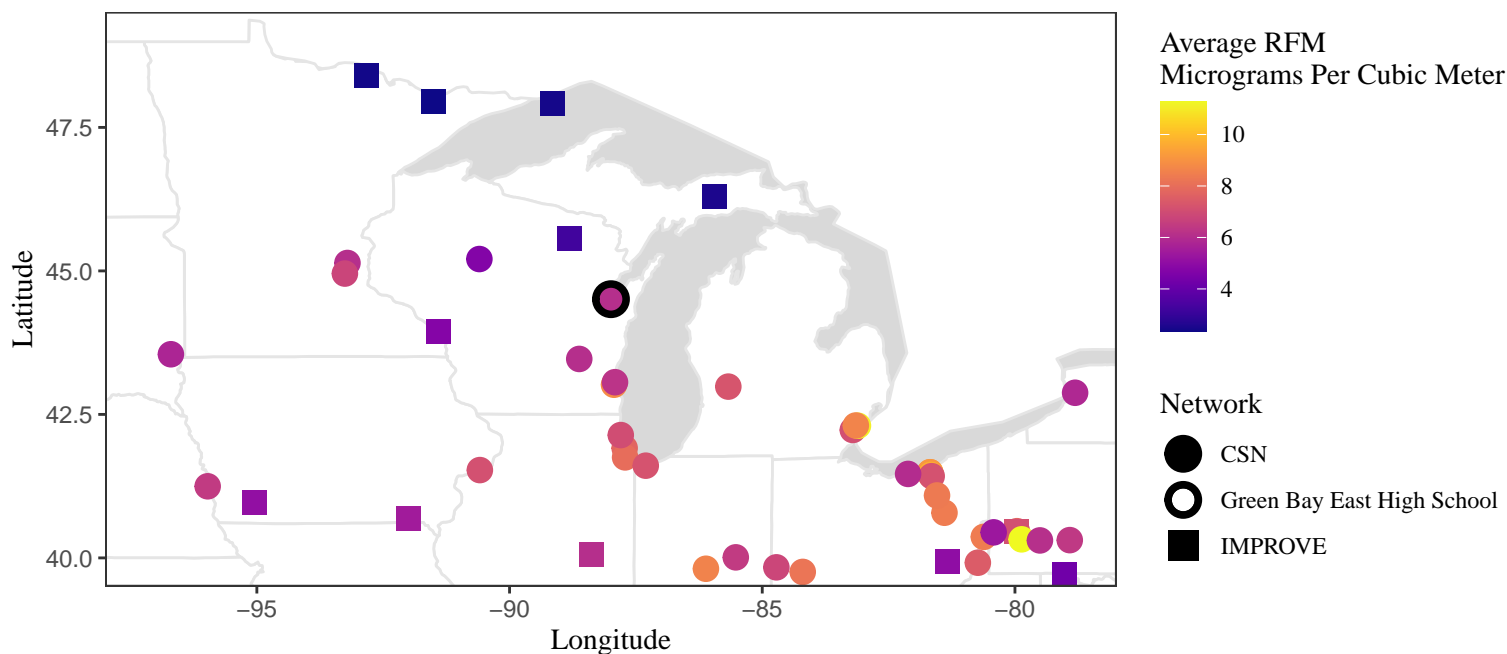 47.5
45.0
42.5
40.0
Latitude
−95
−90
−85
−80
Longitude
Average RFM
Micrograms Per Cubic Meter
10
8
6
4
Network
CSN
Green Bay East High School
IMPROVE